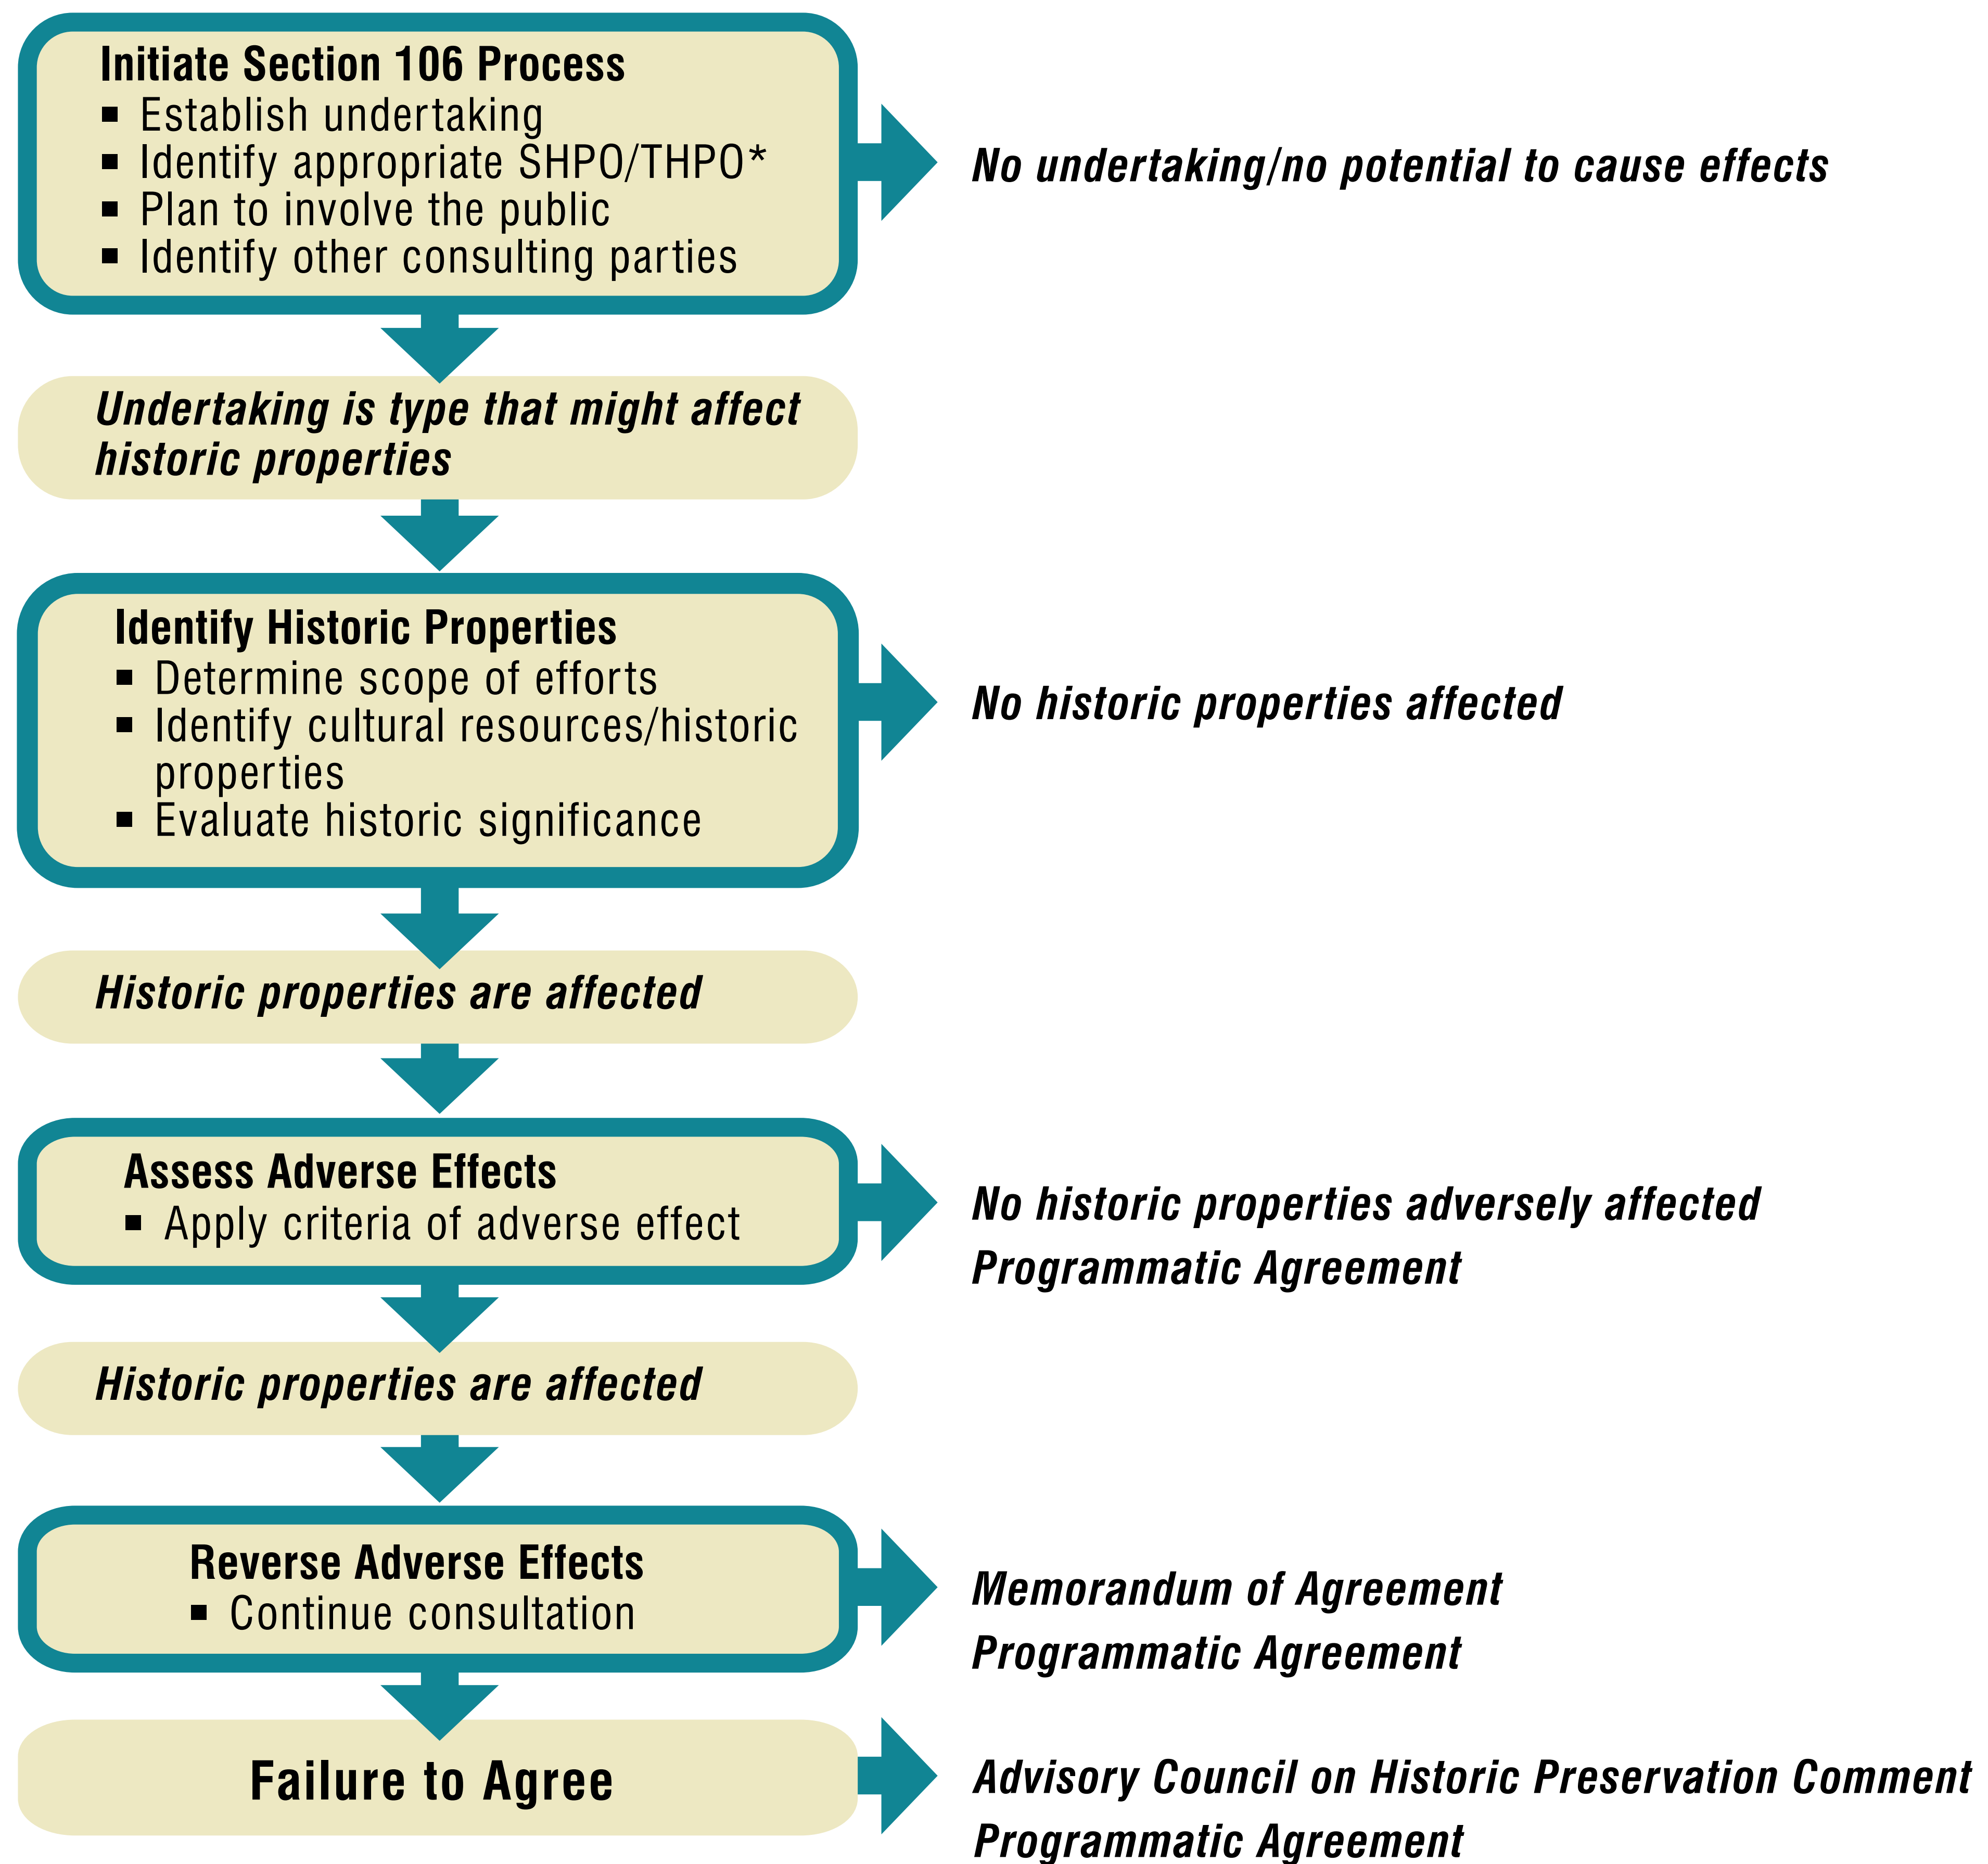 Initiate Section 106 Process
▪ Establish undertaking
▪ Identify appropriate SHPO/THPO*
▪ Plan to involve the public
▪ Identify other consulting parties
No undertaking/no potential to cause effects
Undertaking is type that might affect
historic properties
Identify Historic Properties
▪ Determine scope of efforts
▪ Identify cultural resources/historic
properties
▪ Evaluate historic significance
No historic properties affected
Historic properties are affected
Assess Adverse Effects
▪ Apply criteria of adverse effect
No historic properties adversely affected
Programmatic Agreement
Historic properties are affected
Reverse Adverse Effects
▪ Continue consultation
Memorandum of Agreement
Programmatic Agreement
Failure to Agree
Advisory Council on Historic Preservation Comment
Programmatic Agreement